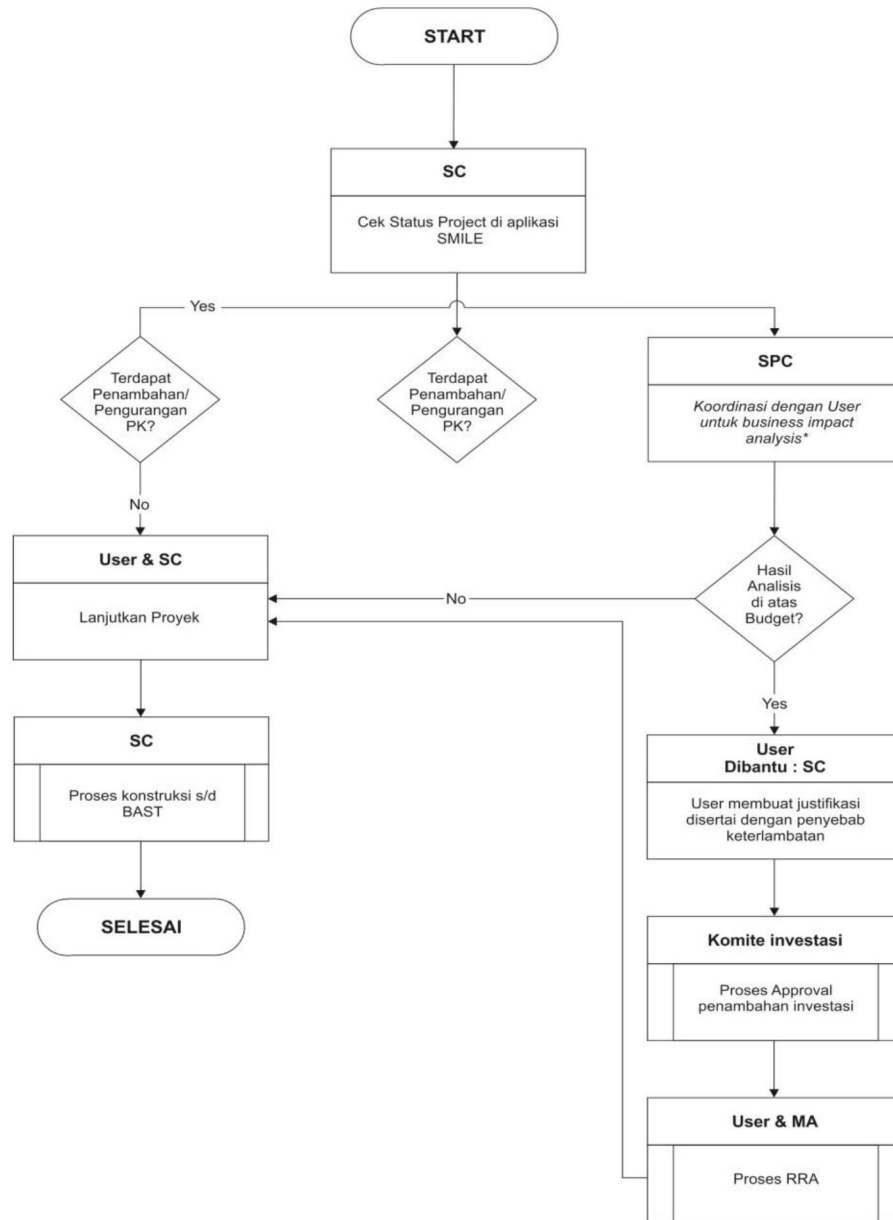 START
SC
Cek Status Project di aplikasi
SMILE
Yes
Terdapat
Penambahan/
Pengurangan
PK?
Terdapat
Penambahan/
Pengurangan
PK?
SPC
Koordinasi dengan User
untuk business impact
analysis*
No
User & SC
Lanjutkan Proyek
No
Hasil
Analisis
di atas
Budget?
Yes
SC
Proses konstruksi s/d
BAST
User
Dibantu : SC
User membuat justifikasi
disertai dengan penyebab
keterlambatan
SELESAI
Komite investasi
Proses Approval
penambahan investasi
User & MA
Proses RRA